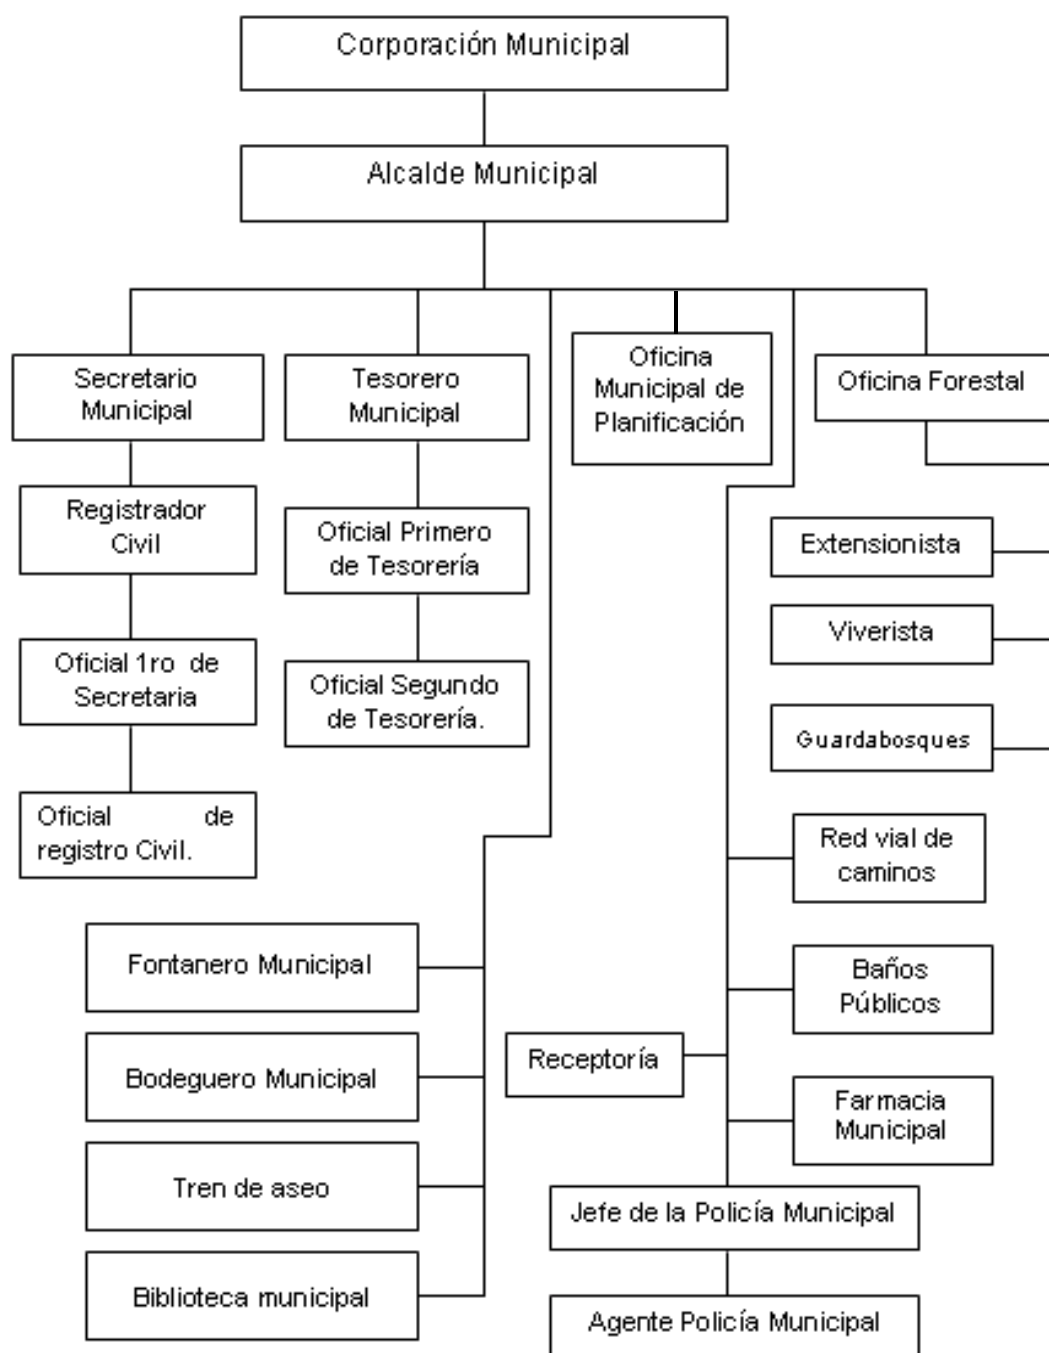 Corporación Municipal
Alcalde Municipal
Secretario
Municipal
Tesorero
Municipal
Oficina
Municipal de
Planificación
Oficina Forestal
Registrador
Civil
Oficial Primero
de Tesorería
Extensionista
Viverista
Oficial 1ro de
Secretaria
Oficial Segundo
de Tesorería.
Guardabosques
Oficial de
registro Civil.
Red vial de
caminos
Fontanero Municipal
Baños
Públicos
Receptoría
Bodeguero Municipal
Farmacia
Municipal
Tren de aseo
Jefe de la Policía Municipal
Biblioteca municipal
Agente Policía Municipal